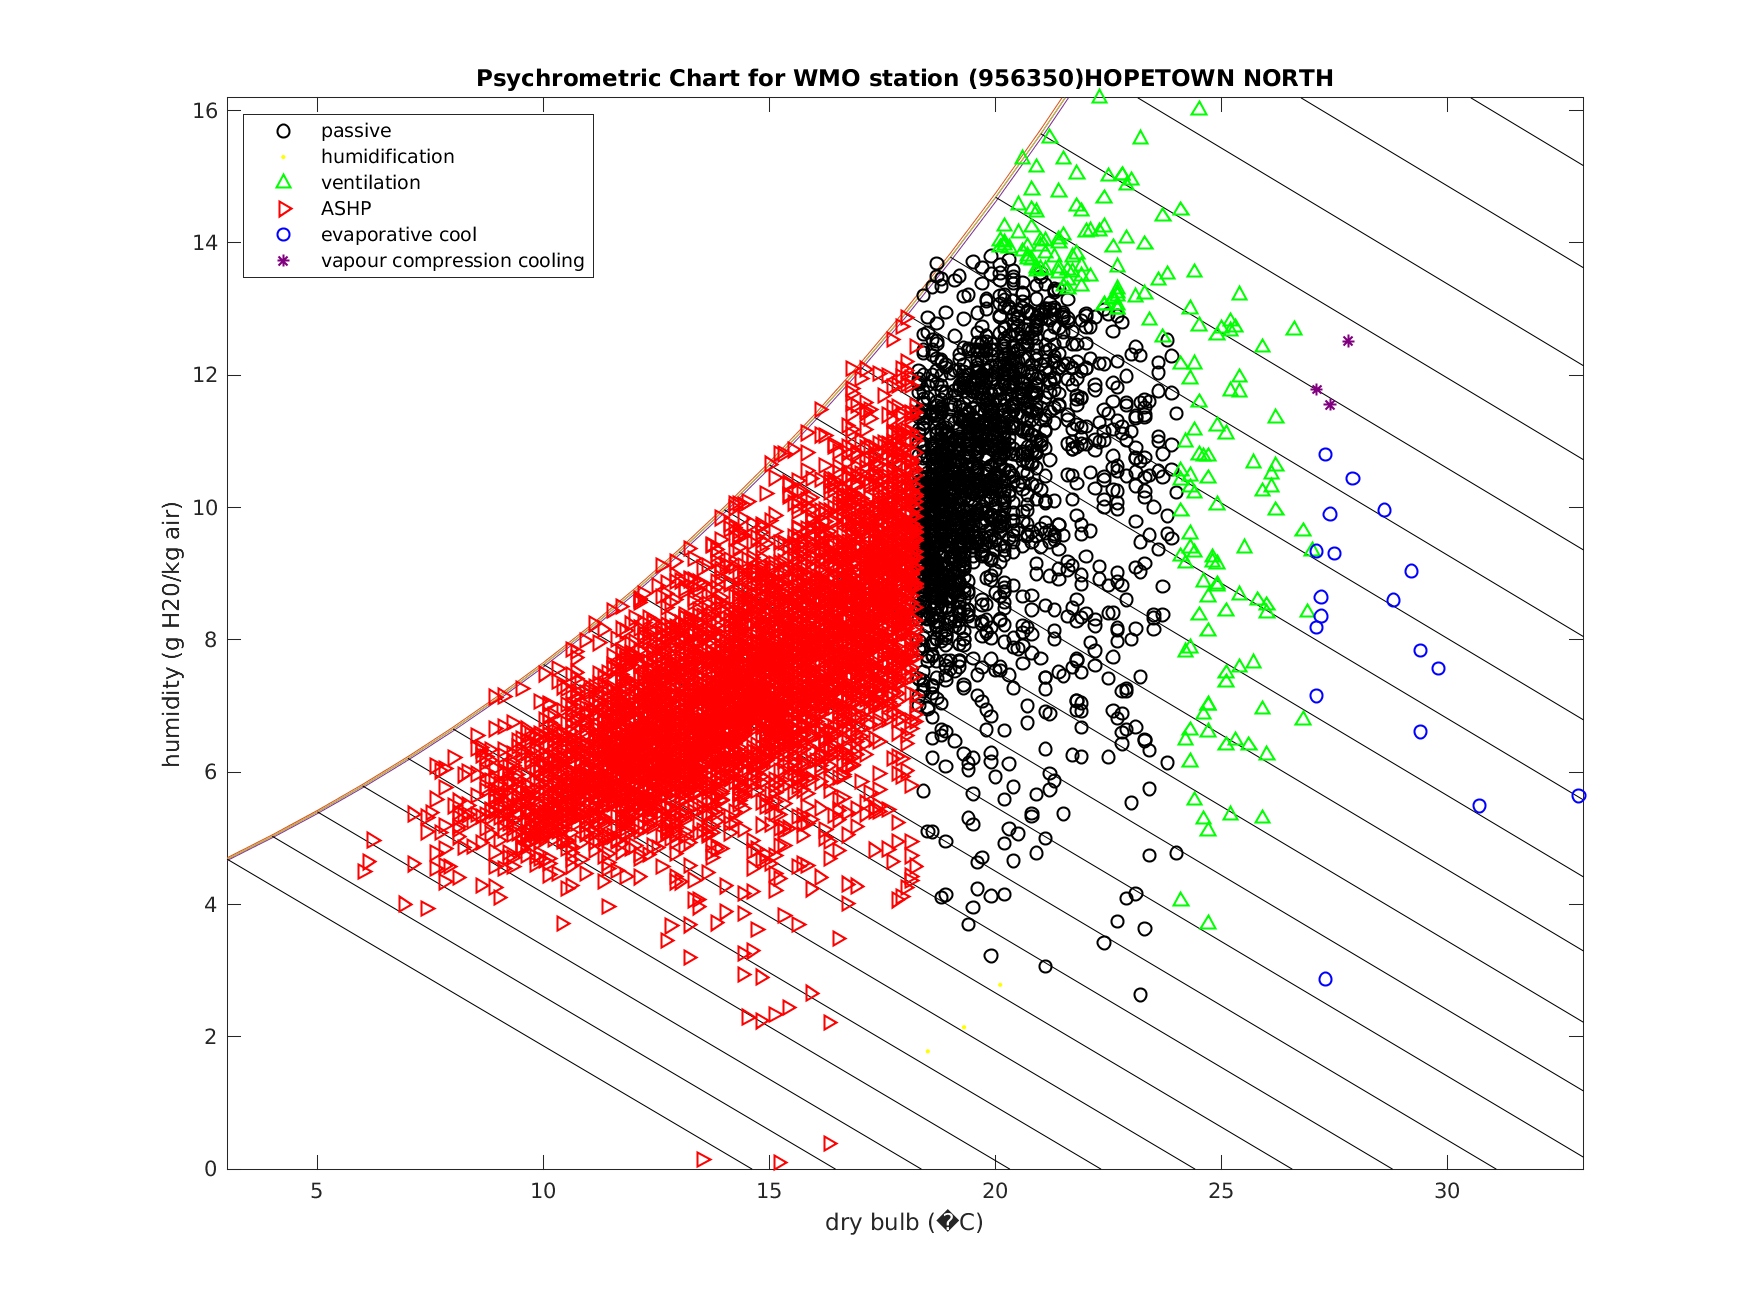 Psychrometric Chart for WMO station (956350)HOPETOWN NORTH
passive
humidification
ventilation
ASHP
evaporative cool
vapour compression cooling
humidity (g H20/kg air)
16
14
12
10
8
6
4
2
0
5 10 15 20 25 30
dry bulb (�C)